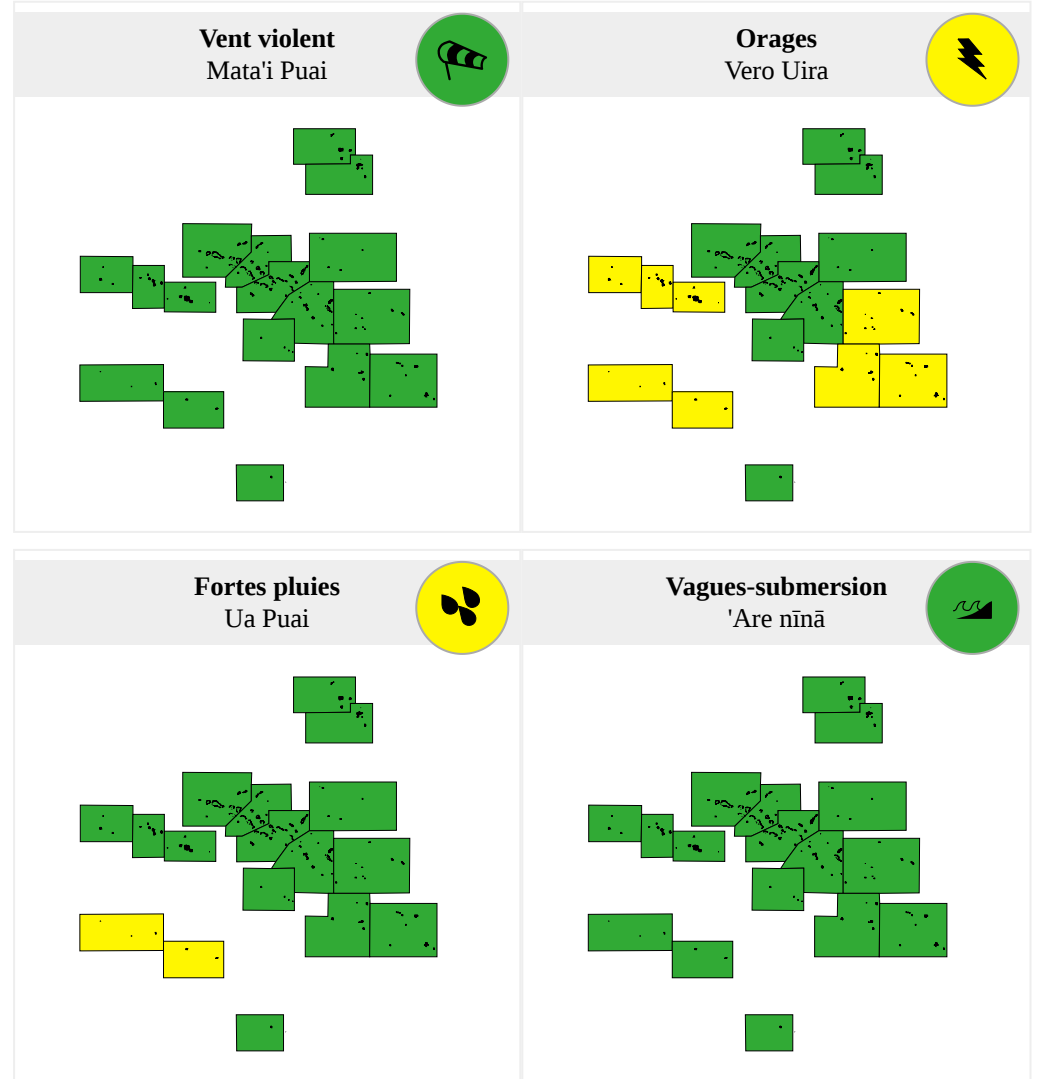 Vent violent
Mata'i Puai
Orages
Vero Uira
Fortes pluies
Ua Puai
Vagues-submersion
'Are nīnā